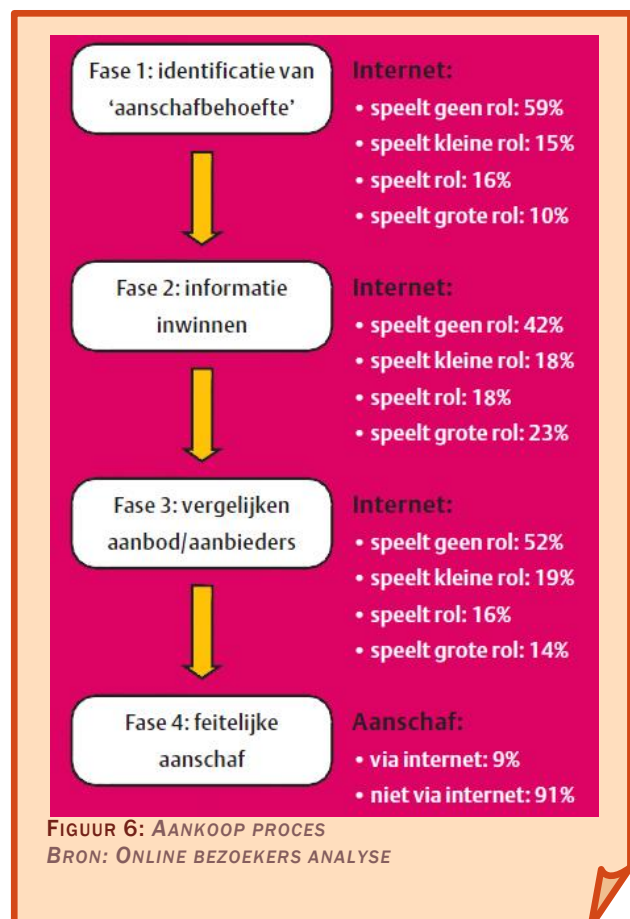 Fase 1: identificatie van
'aanschafbehoefte'
Internet:
• speelt geen rol: 59%
• speelt kleine rol: 15%
• speelt rol: 16%
• speelt grote rol: 10%
Fase 2: informatie
inwinnen
Internet:
• speelt geen rol: 42%
• speelt kleine rol: 18%
• speelt rol: 18%
• speelt grote rol: 23%
Fase 3: vergelijken
aanbod/aanbieders
Internet:
• speelt geen rol: 52%
• speelt kleine rol: 19%
• speelt rol: 16%
• speelt grote rol: 14%
Fase 4: feitelijke
aanschaf
Aanschaf:
• via internet: 9%
• niet via internet: 91%
FIGUUR 6: AANKOOP PROCES
BRON: ONLINE BEZOEKERS ANALYSE